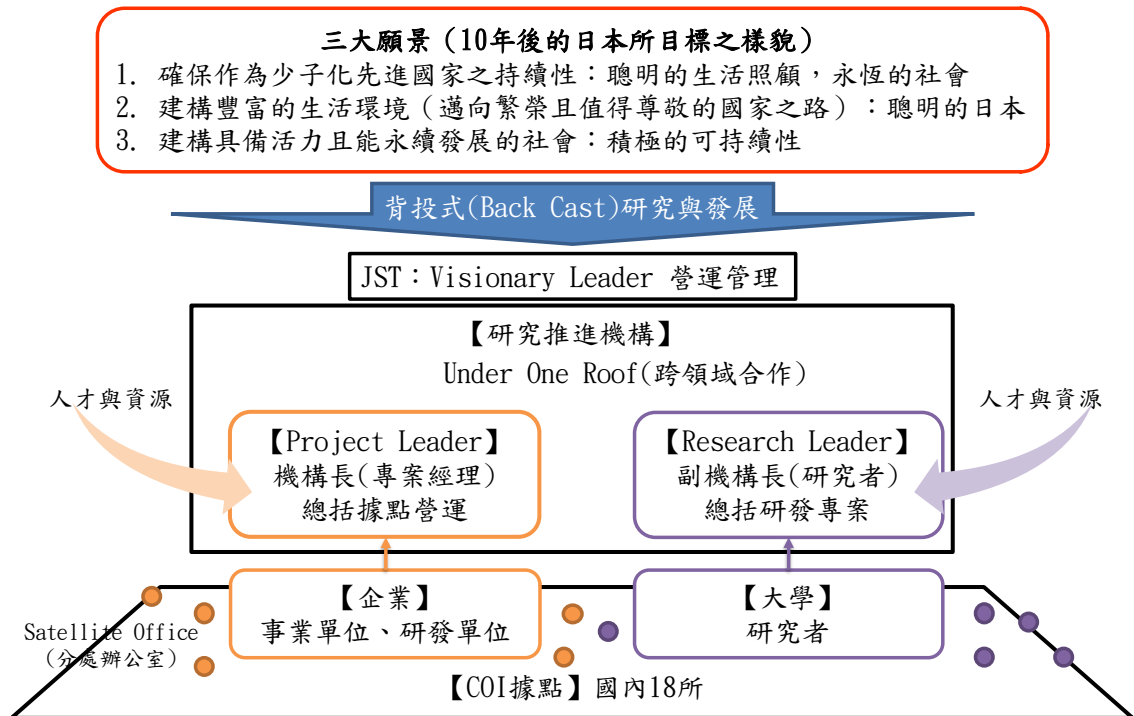 三大願景（10年後的日本所目標之樣貌）
1. 確保作為少子化先進國家之持續性：聰明的生活照顧，永恆的社會
2. 建構豐富的生活環境（邁向繁榮且值得尊敬的國家之路）：聰明的日本
3. 建構具備活力且能永續發展的社會：積極的可持續性
背投式(Back Cast)研究與發展
JST：Visionary Leader 營運管理
【研究推進機構】
Under One Roof(跨領域合作)
人才與資源
人才與資源
【Project Leader】
機構長(專案經理)
總括據點營運
【Research Leader】
副機構長(研究者)
總括研發專案
【企業】
事業單位、研發單位
【大學】
研究者
Satellite Office
（分處辦公室）
【COI據點】國內18所